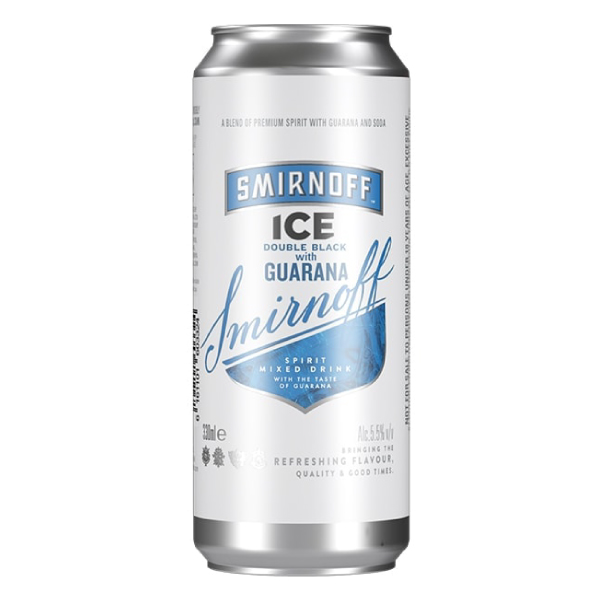 A BLEND OF PREMIUM SPIRIT WITH GUARANA AND SODA
SMIRNOFF
ICE
DOUBLE BLACK
with
GUARANA
Smirnoff
SPIRIT
MIXED DRINK
WITH THE TASTE
OF GUARANA
330ml e
Alc.5.5% v/v
BRINGING THE
REFRESHING FLAVOUR,
QUALITY & GOOD TIMES.
NOT FOR SALE TO PERSONS UNDER 18 YEARS OF AGE. EXCESSIVE